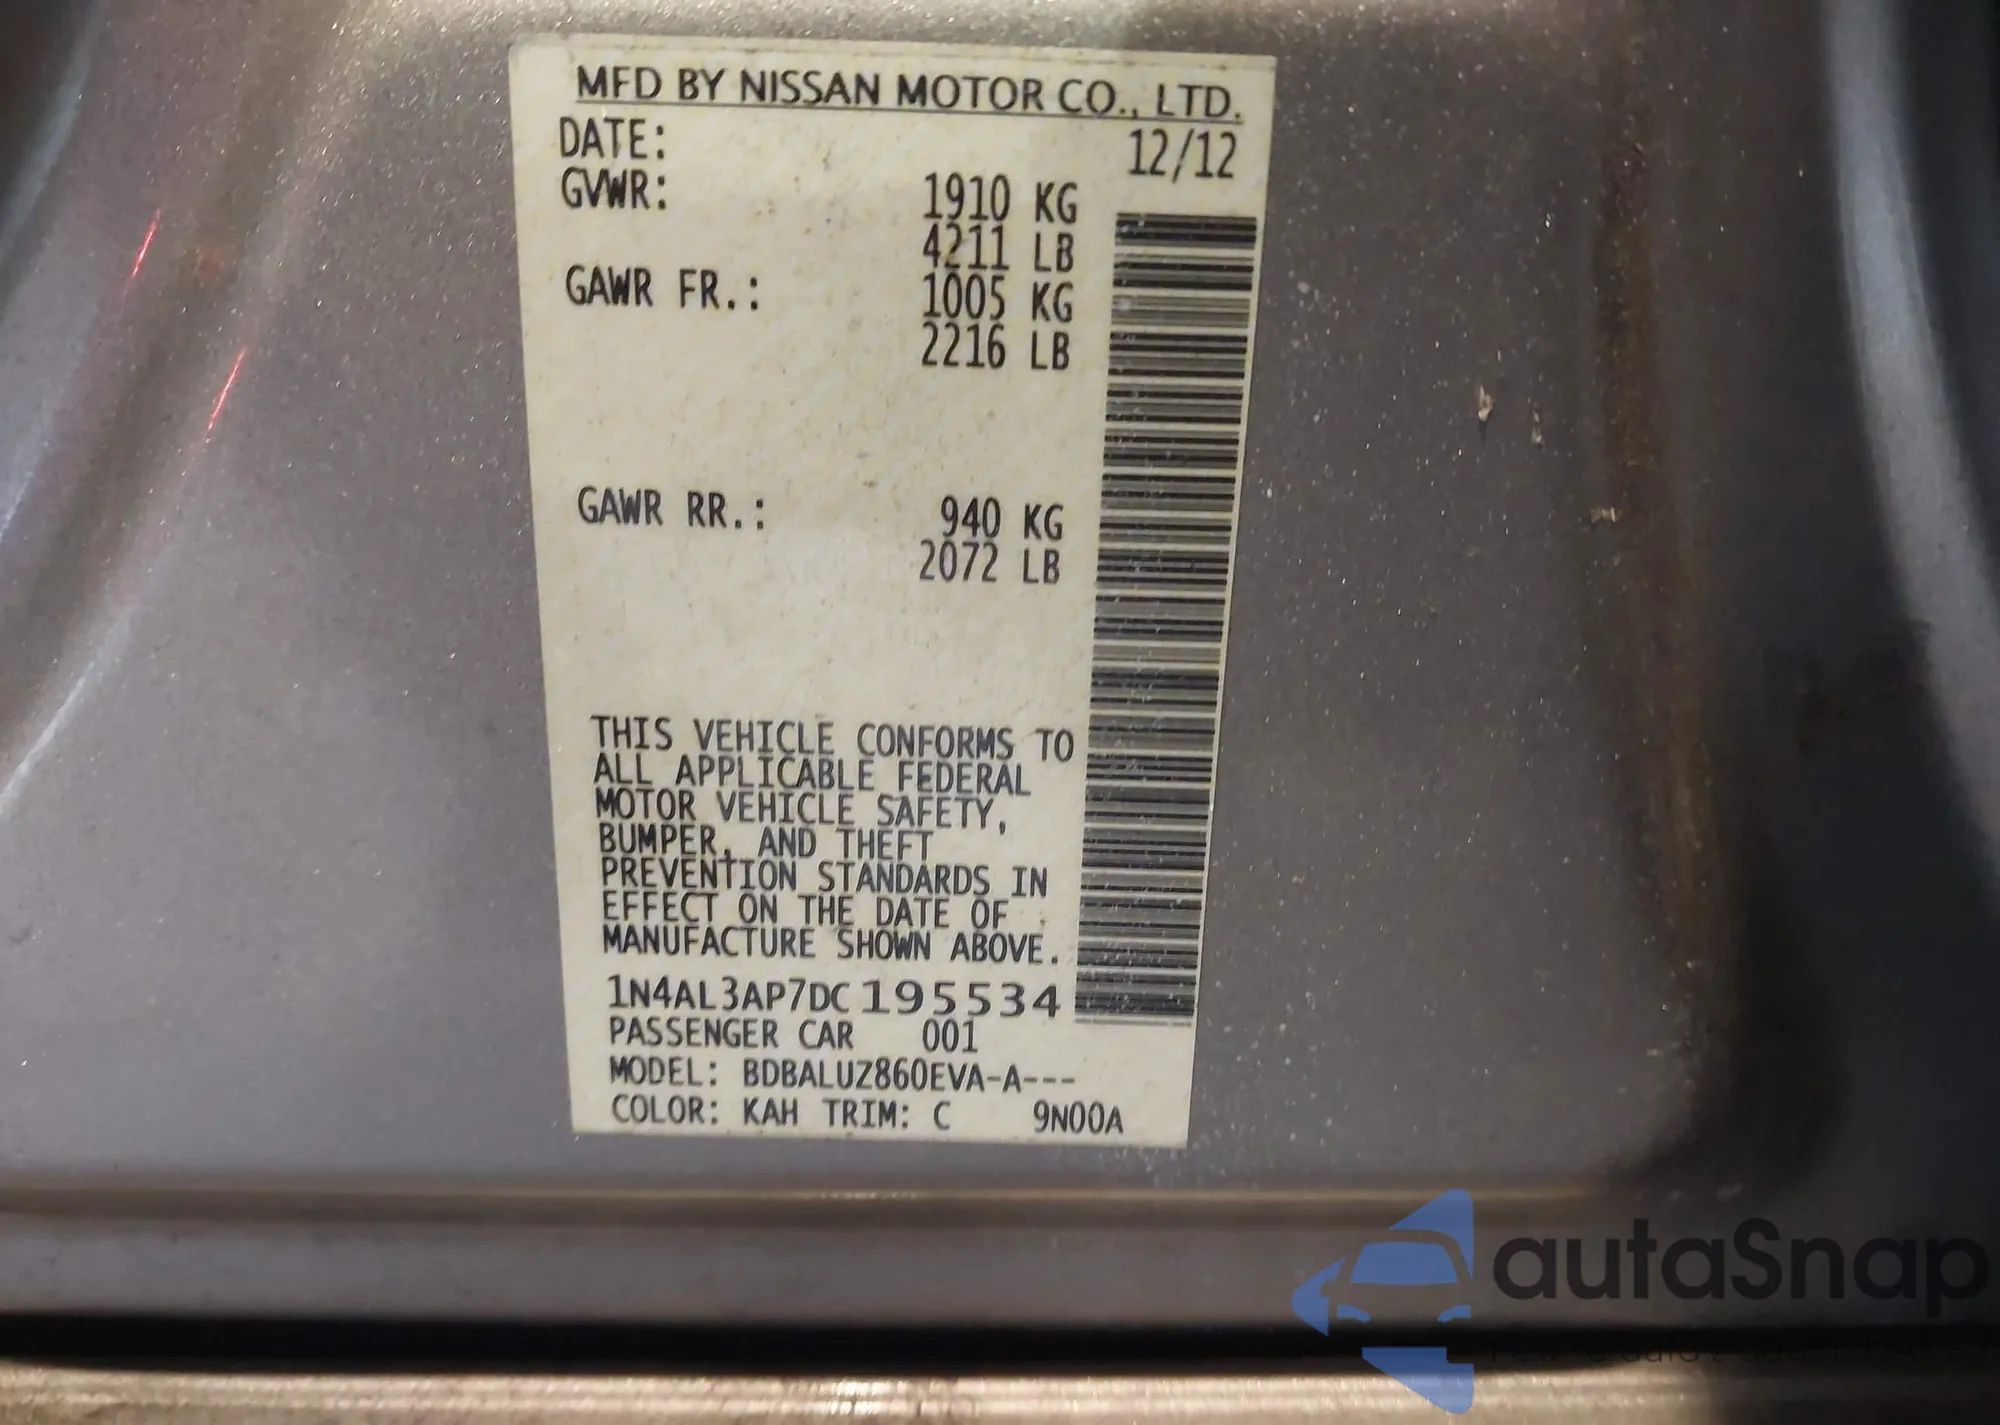 MFD BY NISSAN MOTOR CO., LTD.
DATE: 12/12
GVWR: 1910 KG
4211 LB
GAWR FR.: 1005 KG
2216 LB
GAWR RR.: 940 KG
2072 LB
THIS VEHICLE CONFORMS TO
ALL APPLICABLE FEDERAL
MOTOR VEHICLE SAFETY,
BUMPER, AND THEFT
PREVENTION STANDARDS IN
EFFECT ON THE DATE OF
MANUFACTURE SHOWN ABOVE.
1N4AL3AP7DC195534
PASSENGER CAR 001
MODEL: BDBALUZ860EVA-A---
COLOR: KAH TRIM: C 9N00A
autaSnap